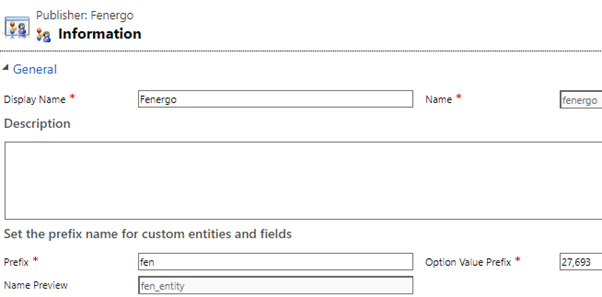 Publisher: Fenergo
Information
General
Display Name * Fenergo Name * fenergo
Description
Set the prefix name for custom entities and fields
Prefix * fen Option Value Prefix * 27,693
Name Preview fen_entity